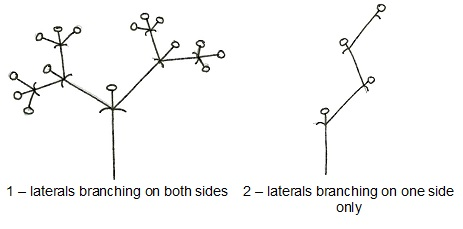 1 – laterals branching on both sides
2 – laterals branching on one side
only